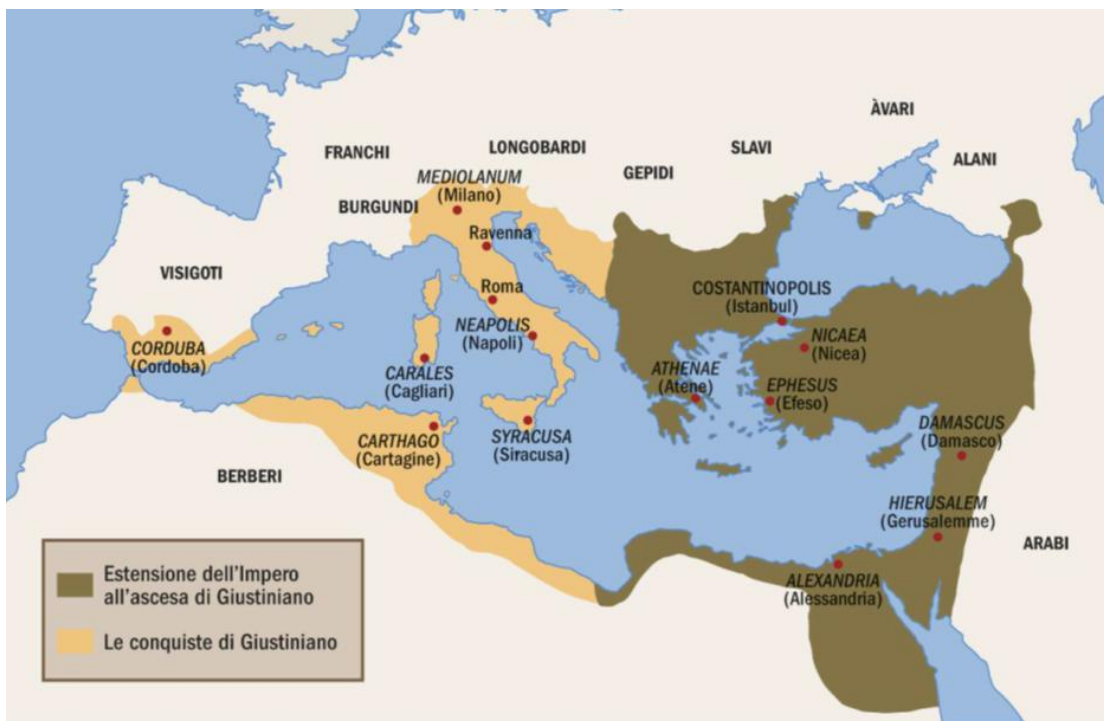 ÀVARI
SLAVI
ALANI
LONGOBARDI
FRANCHI
GEPIDI
MEDIOLANUM
(Milano)
BURGUNDI
Ravenna
VISIGOTI
Roma
COSTANTINOPOLIS
(Istanbul)
NEAPOLIS
(Napoli)
NICAEA
(Nicea)
CORDUBA
(Cordoba)
CARALES
(Cagliari)
ATHENAE
(Atene)
EPHESUS
(Efeso)
DAMASCUS
(Damasco)
CARTHAGO
(Cartagine)
SYRACUSA
(Siracusa)
BERBERI
HIERUSALEM
(Gerusalemme)
ARABI
ALEXANDRIA
(Alessandria)
Estensione dell'Impero
all'ascesa di Giustiniano
Le conquiste di Giustiniano